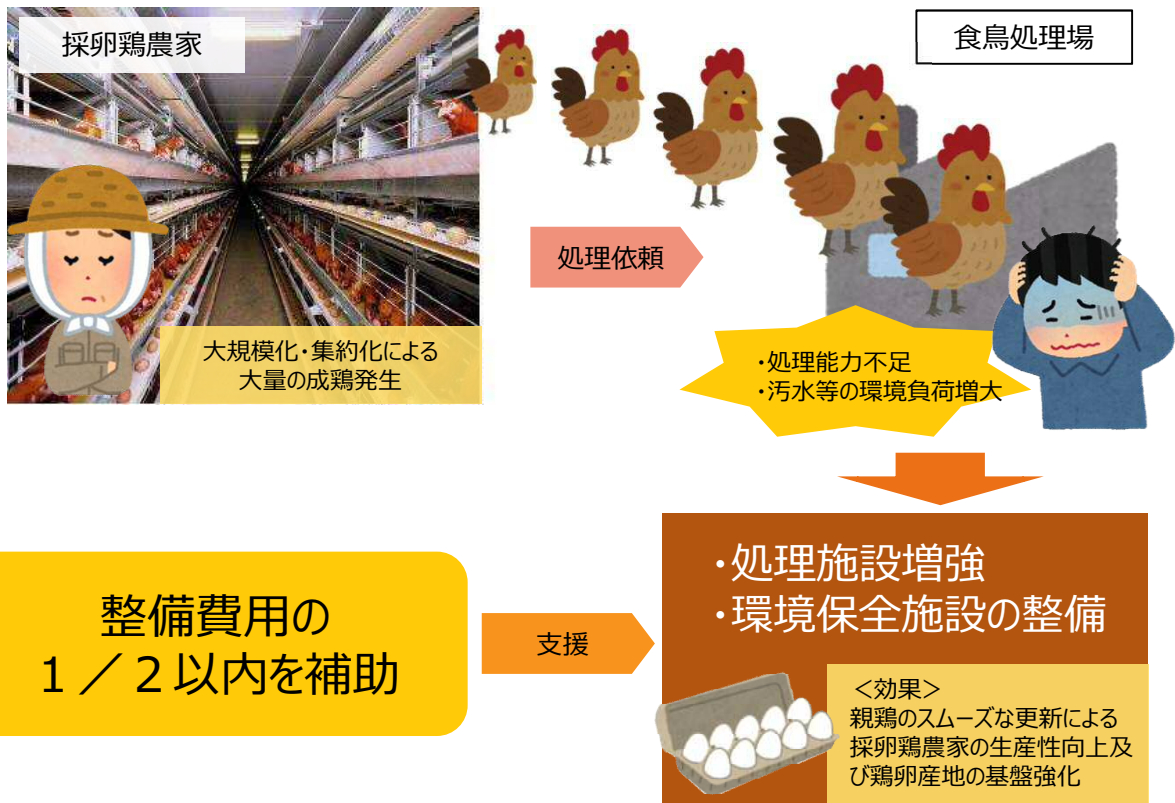 採卵鶏農家
食鳥処理場
処理依頼
大規模化・集約化による
大量の成鶏発生
・処理能力不足
・汚水等の環境負荷増大
・処理施設増強
・環境保全施設の整備
整備費用の
１／２以内を補助
支援
＜効果＞
親鶏のスムーズな更新による
採卵鶏農家の生産性向上及
び鶏卵産地の基盤強化